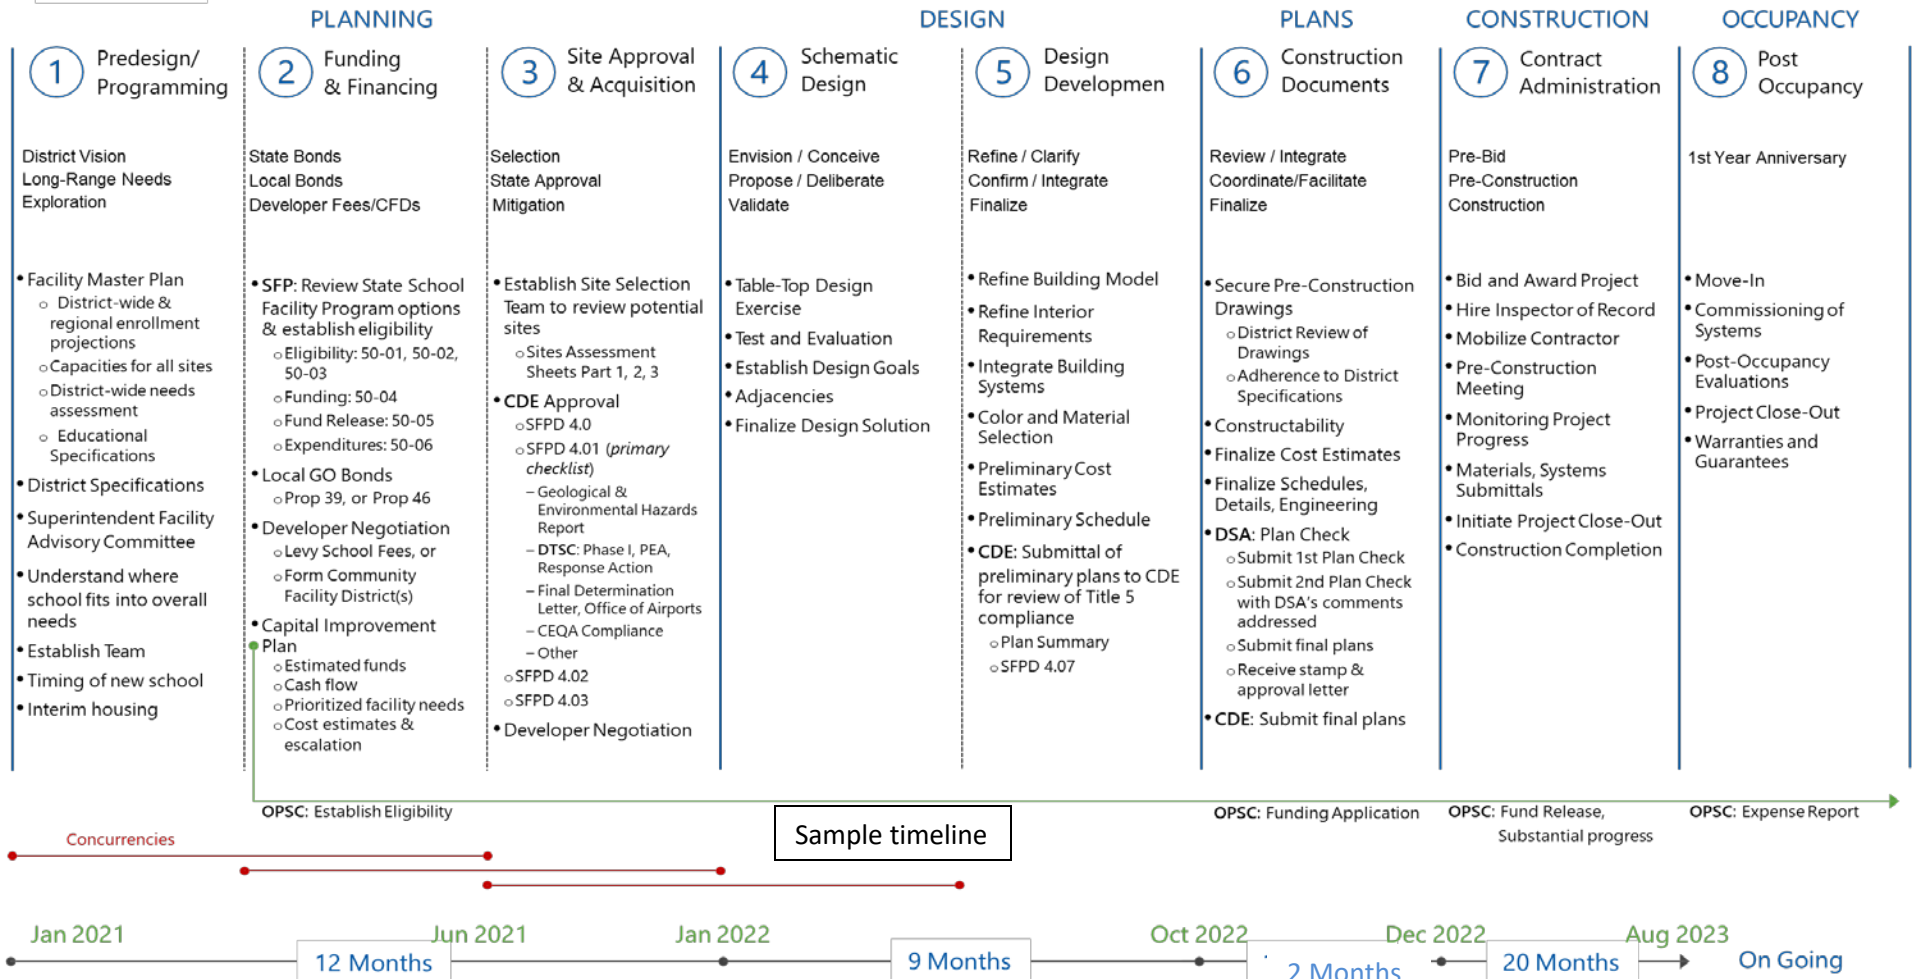 PLANNING
DESIGN
PLANS
CONSTRUCTION
OCCUPANCY
1
Predesign/
Programming
2
Funding
& Financing
3
Site Approval
& Acquisition
4
Schematic
Design
5
Design
Developmen
6
Construction
Documents
7
Contract
Administration
8
Post
Occupancy
District Vision
Long-Range Needs
Exploration
State Bonds
Local Bonds
Developer Fees/CFDs
Selection
State Approval
Mitigation
Envision / Conceive
Propose / Deliberate
Validate
Refine / Clarify
Confirm / Integrate
Finalize
Review / Integrate
Coordinate/Facilitate
Finalize
Pre-Bid
Pre-Construction
Construction
1st Year Anniversary
• Facility Master Plan
o District-wide &
regional enrollment
projections
o Capacities for all sites
o District-wide needs
assessment
o Educational
Specifications
• District Specifications
• Superintendent Facility
Advisory Committee
• Understand where
school fits into overall
needs
• Establish Team
• Timing of new school
• Interim housing
• SFP: Review State School
Facility Program options
& establish eligibility
o Eligibility: 50-01, 50-02,
50-03
o Funding: 50-04
o Fund Release: 50-05
o Expenditures: 50-06
• Local GO Bonds
o Prop 39, or Prop 46
• Developer Negotiation
o Levy School Fees, or
o Form Community
Facility District(s)
• Capital Improvement
Plan
o Estimated funds
o Cash flow
o Prioritized facility needs
o Cost estimates &
escalation
• Establish Site Selection
Team to review potential
sites
o Sites Assessment
Sheets Part 1, 2, 3
• CDE Approval
o SFPD 4.0
o SFPD 4.01 (primary
checklist)
– Geological &
Environmental Hazards
Report
– DTSC: Phase I, PEA,
Response Action
– Final Determination
Letter, Office of Airports
– CEQA Compliance
– Other
o SFPD 4.02
o SFPD 4.03
• Developer Negotiation
• Table-Top Design
Exercise
• Test and Evaluation
• Establish Design Goals
• Adjacencies
• Finalize Design Solution
• Refine Building Model
• Refine Interior
Requirements
• Integrate Building
Systems
• Color and Material
Selection
• Preliminary Cost
Estimates
• Preliminary Schedule
• CDE: Submittal of
preliminary plans to CDE
for review of Title 5
compliance
o Plan Summary
o SFPD 4.07
• Secure Pre-Construction
Drawings
o District Review of
Drawings
o Adherence to District
Specifications
• Constructability
• Finalize Cost Estimates
• Finalize Schedules,
Details, Engineering
• DSA: Plan Check
o Submit 1st Plan Check
o Submit 2nd Plan Check
with DSA's comments
addressed
o Submit final plans
o Receive stamp &
approval letter
• CDE: Submit final plans
• Bid and Award Project
• Hire Inspector of Record
• Mobilize Contractor
• Pre-Construction
Meeting
• Monitoring Project
Progress
• Materials, Systems
Submittals
• Initiate Project Close-Out
• Construction Completion
• Move-In
• Commissioning of
Systems
• Post-Occupancy
Evaluations
• Project Close-Out
• Warranties and
Guarantees
OPSC: Establish Eligibility
OPSC: Funding Application
OPSC: Fund Release,
Substantial progress
OPSC: Expense Report
Sample timeline
Concurrencies
Jan 2021
Jun 2021
Jan 2022
Oct 2022
Dec 2022
Aug 2023
12 Months
9 Months
2 Months
20 Months
On Going